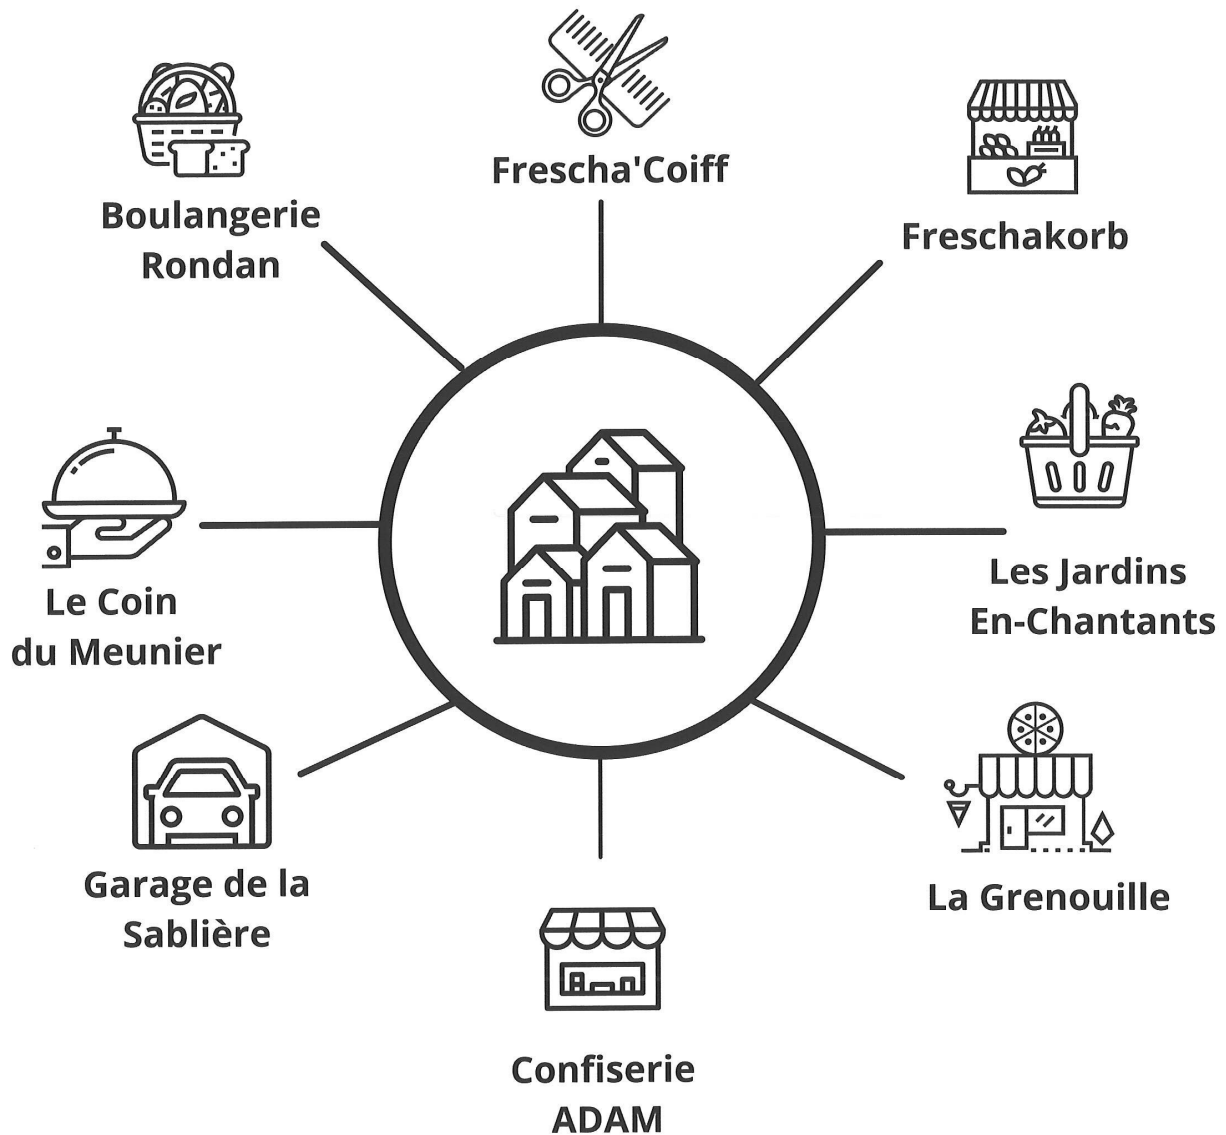 Frescha'Coiff
Boulangerie
Rondan
Freschakorb
Les Jardins
En-Chantants
Le Coin
du Meunier
Garage de la
Sablière
La Grenouille
Confiserie
ADAM